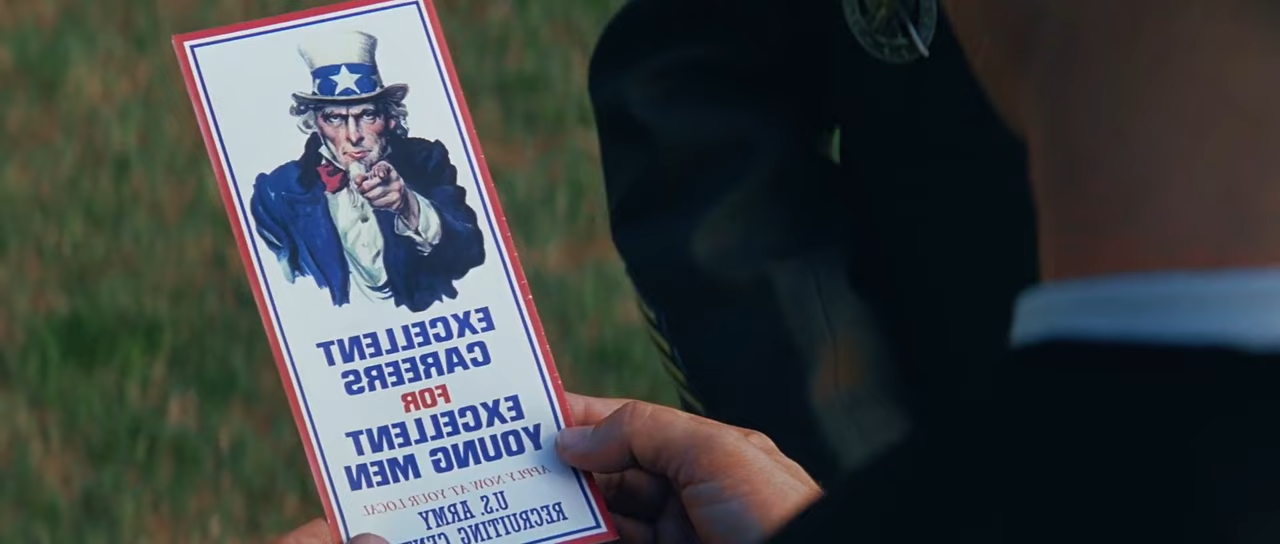 EXCELLENT
CAREERS
FOR
EXCELLENT
YOUNG MEN
APPLY NOW AT YOUR LOCAL
U.S. ARMY
RECRUITING